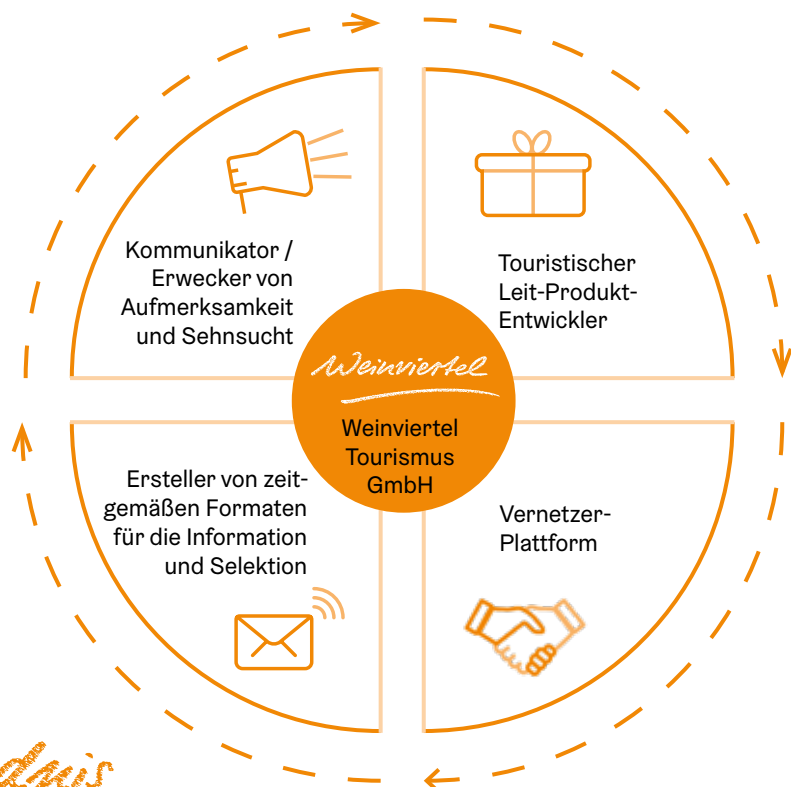 Kommunikator /
Erwecker von
Aufmerksamkeit
und Sehnsucht
Touristischer
Leit-Produkt-
Entwickler
Weinviertel
Weinviertel
Tourismus
GmbH
Ersteller von zeit-
gemäßen Formaten
für die Information
und Selektion
Vernetzer-
Plattform